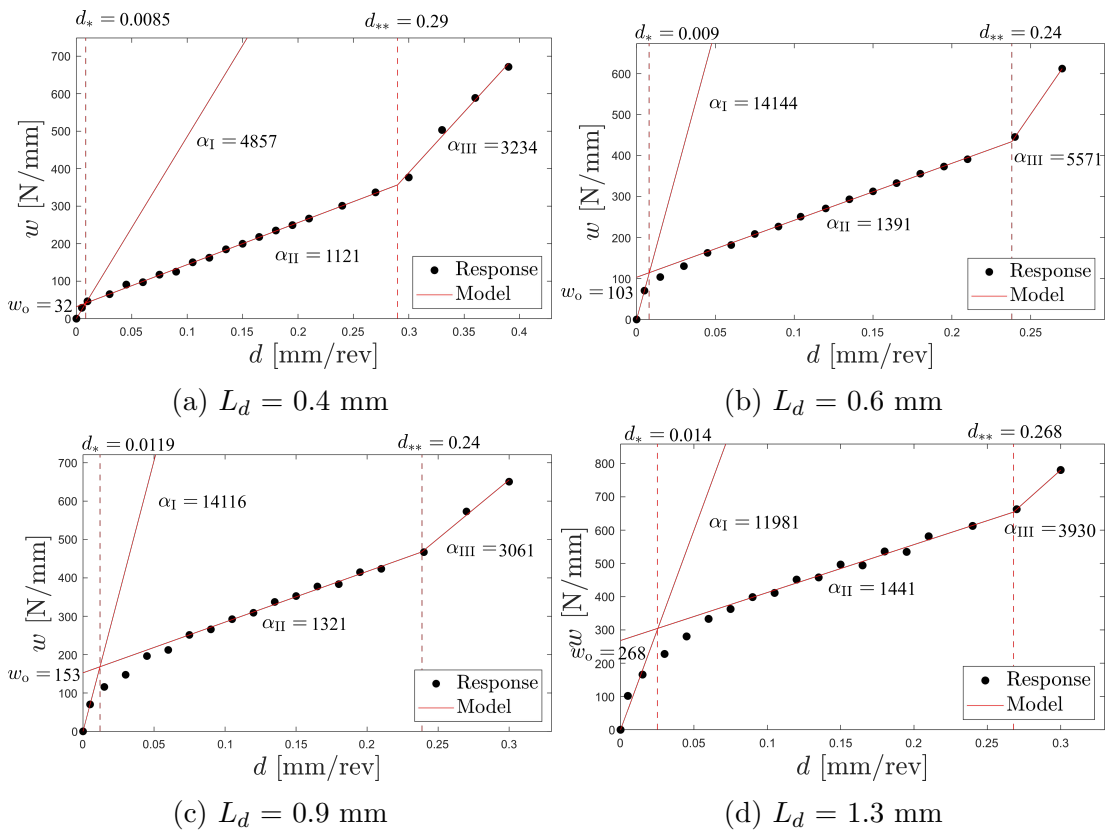 d* = 0.0085
d** = 0.29
700
600
500
400
300
200
100
0
w [N/mm]
αI = 4857
αIII = 3234
αII = 1121
wo = 32
Response
Model
0 0.05 0.1 0.15 0.2 0.25 0.3 0.35 0.4
d [mm/rev]
(a) Ld = 0.4 mm
d* = 0.009
d** = 0.24
600
500
400
300
200
100
0
w [N/mm]
αI = 14144
αIII = 5571
αII = 1391
wo = 103
Response
Model
0 0.05 0.1 0.15 0.2 0.25
d [mm/rev]
(b) Ld = 0.6 mm
d* = 0.0119
d** = 0.24
700
600
500
400
300
200
100
0
w [N/mm]
αI = 14116
αIII = 3061
αII = 1321
wo = 153
Response
Model
0 0.05 0.1 0.15 0.2 0.25 0.3
d [mm/rev]
(c) Ld = 0.9 mm
d* = 0.014
d** = 0.268
800
700
600
500
400
300
200
100
0
w [N/mm]
αI = 11981
αIII = 3930
αII = 1441
wo = 268
Response
Model
0 0.05 0.1 0.15 0.2 0.25 0.3
d [mm/rev]
(d) Ld = 1.3 mm